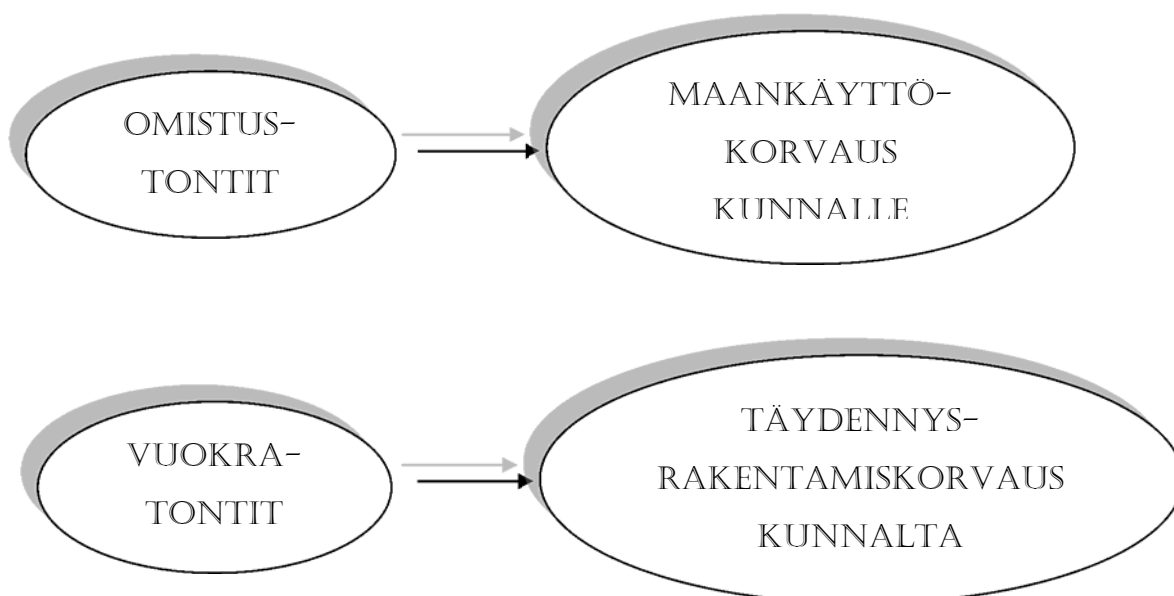 OMISTUS-
TONTIT
MAANKÄYTTÖ-
KORVAUS
KUNNALLE
VUOKRA-
TONTIT
TÄYDENNYS-
RAKENTAMISKORVAUS
KUNNALTA